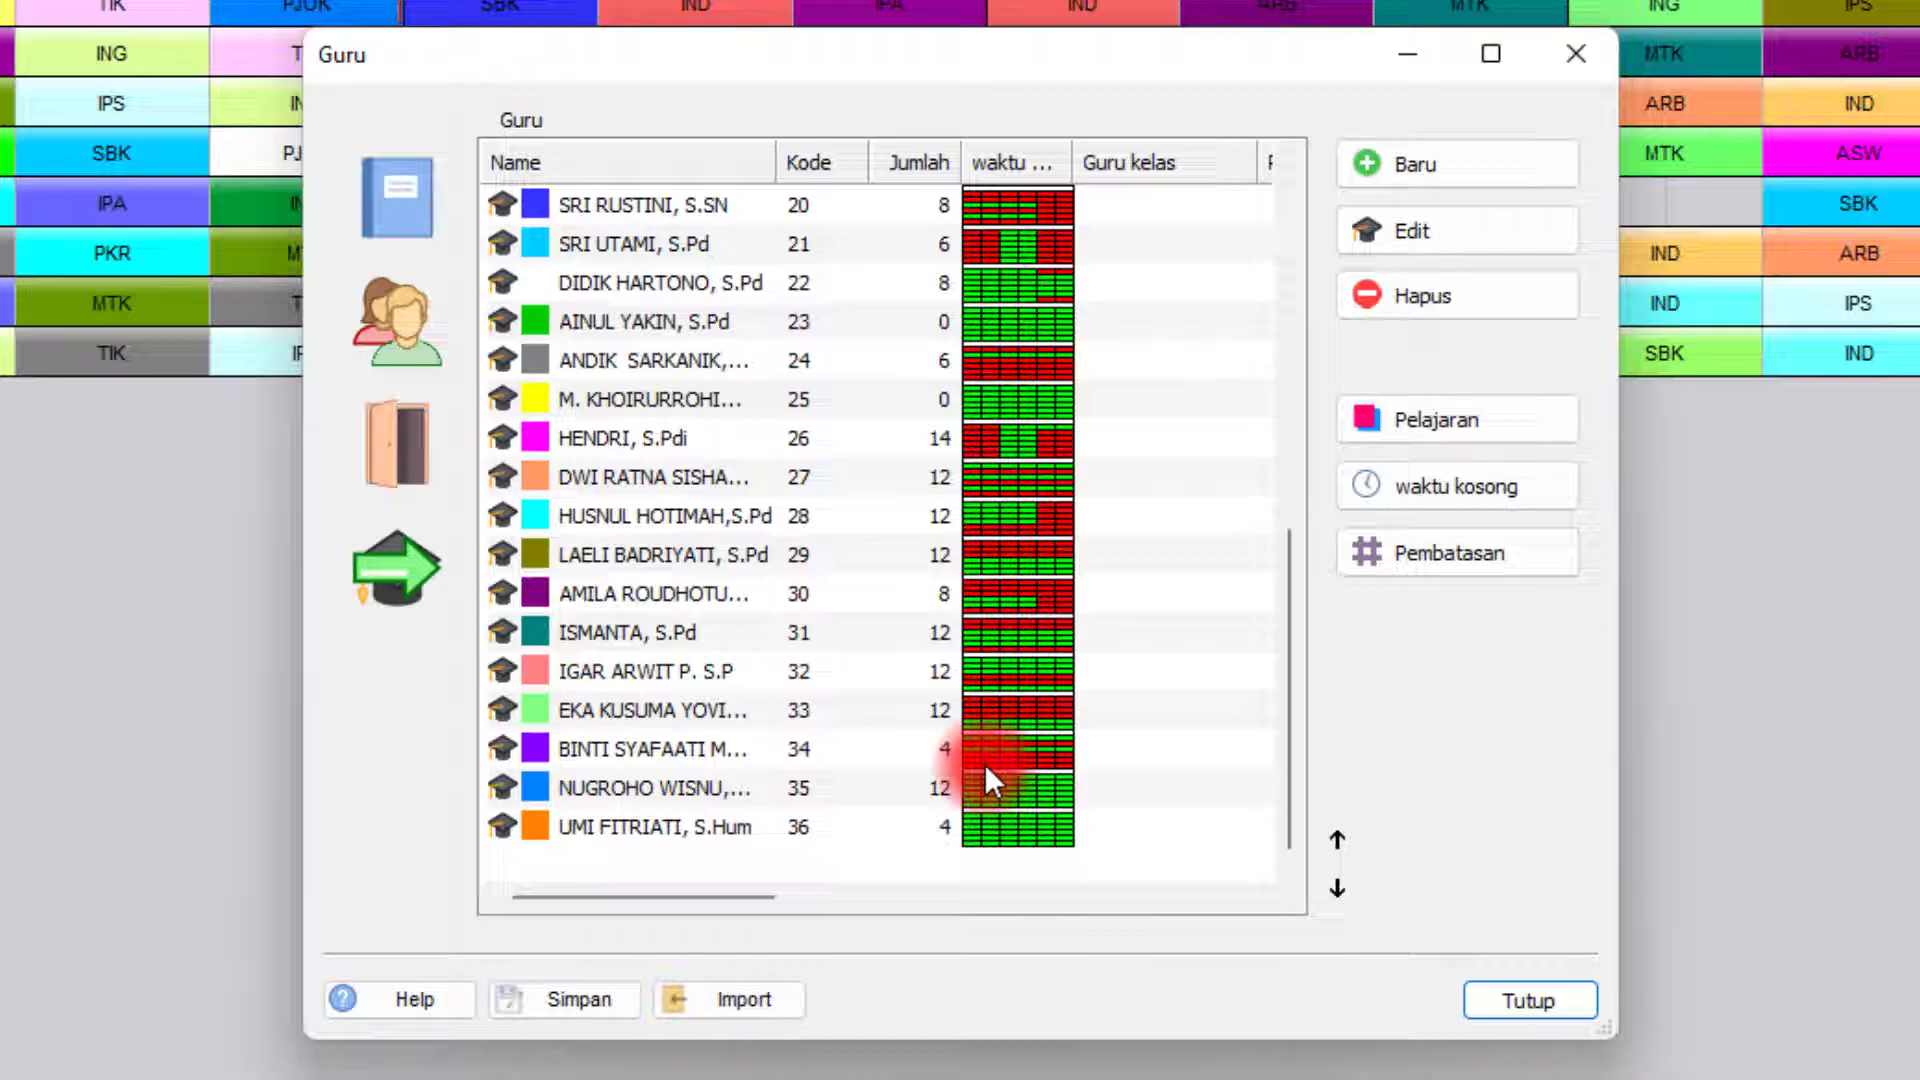 TIK PJOK SBK IND IPA IND ARB MTK ING IPS
ING T MTK ARB
IPS IN ARB IND
SBK PJ MTK ASW
IPA IN SBK
PKR M IND ARB
MTK T IND IPS
TIK IP SBK IND
Guru
Guru
Name Kode Jumlah waktu ... Guru kelas
SRI RUSTINI, S.SN 20 8
SRI UTAMI, S.Pd 21 6
DIDIK HARTONO, S.Pd 22 8
AINUL YAKIN, S.Pd 23 0
ANDIK SARKANIK,... 24 6
M. KHOIRURROHI... 25 0
HENDRI, S.Pdi 26 14
DWI RATNA SISHA... 27 12
HUSNUL HOTIMAH,S.Pd 28 12
LAELI BADRIYATI, S.Pd 29 12
AMILA ROUDHOTU... 30 8
ISMANTA, S.Pd 31 12
IGAR ARWIT P. S.P 32 12
EKA KUSUMA YOVI... 33 12
BINTI SYAFAATI M... 34 4
NUGROHO WISNU,... 35 12
UMI FITRIATI, S.Hum 36 4
Baru
Edit
Hapus
Pelajaran
waktu kosong
Pembatasan
Help Simpan Import Tutup